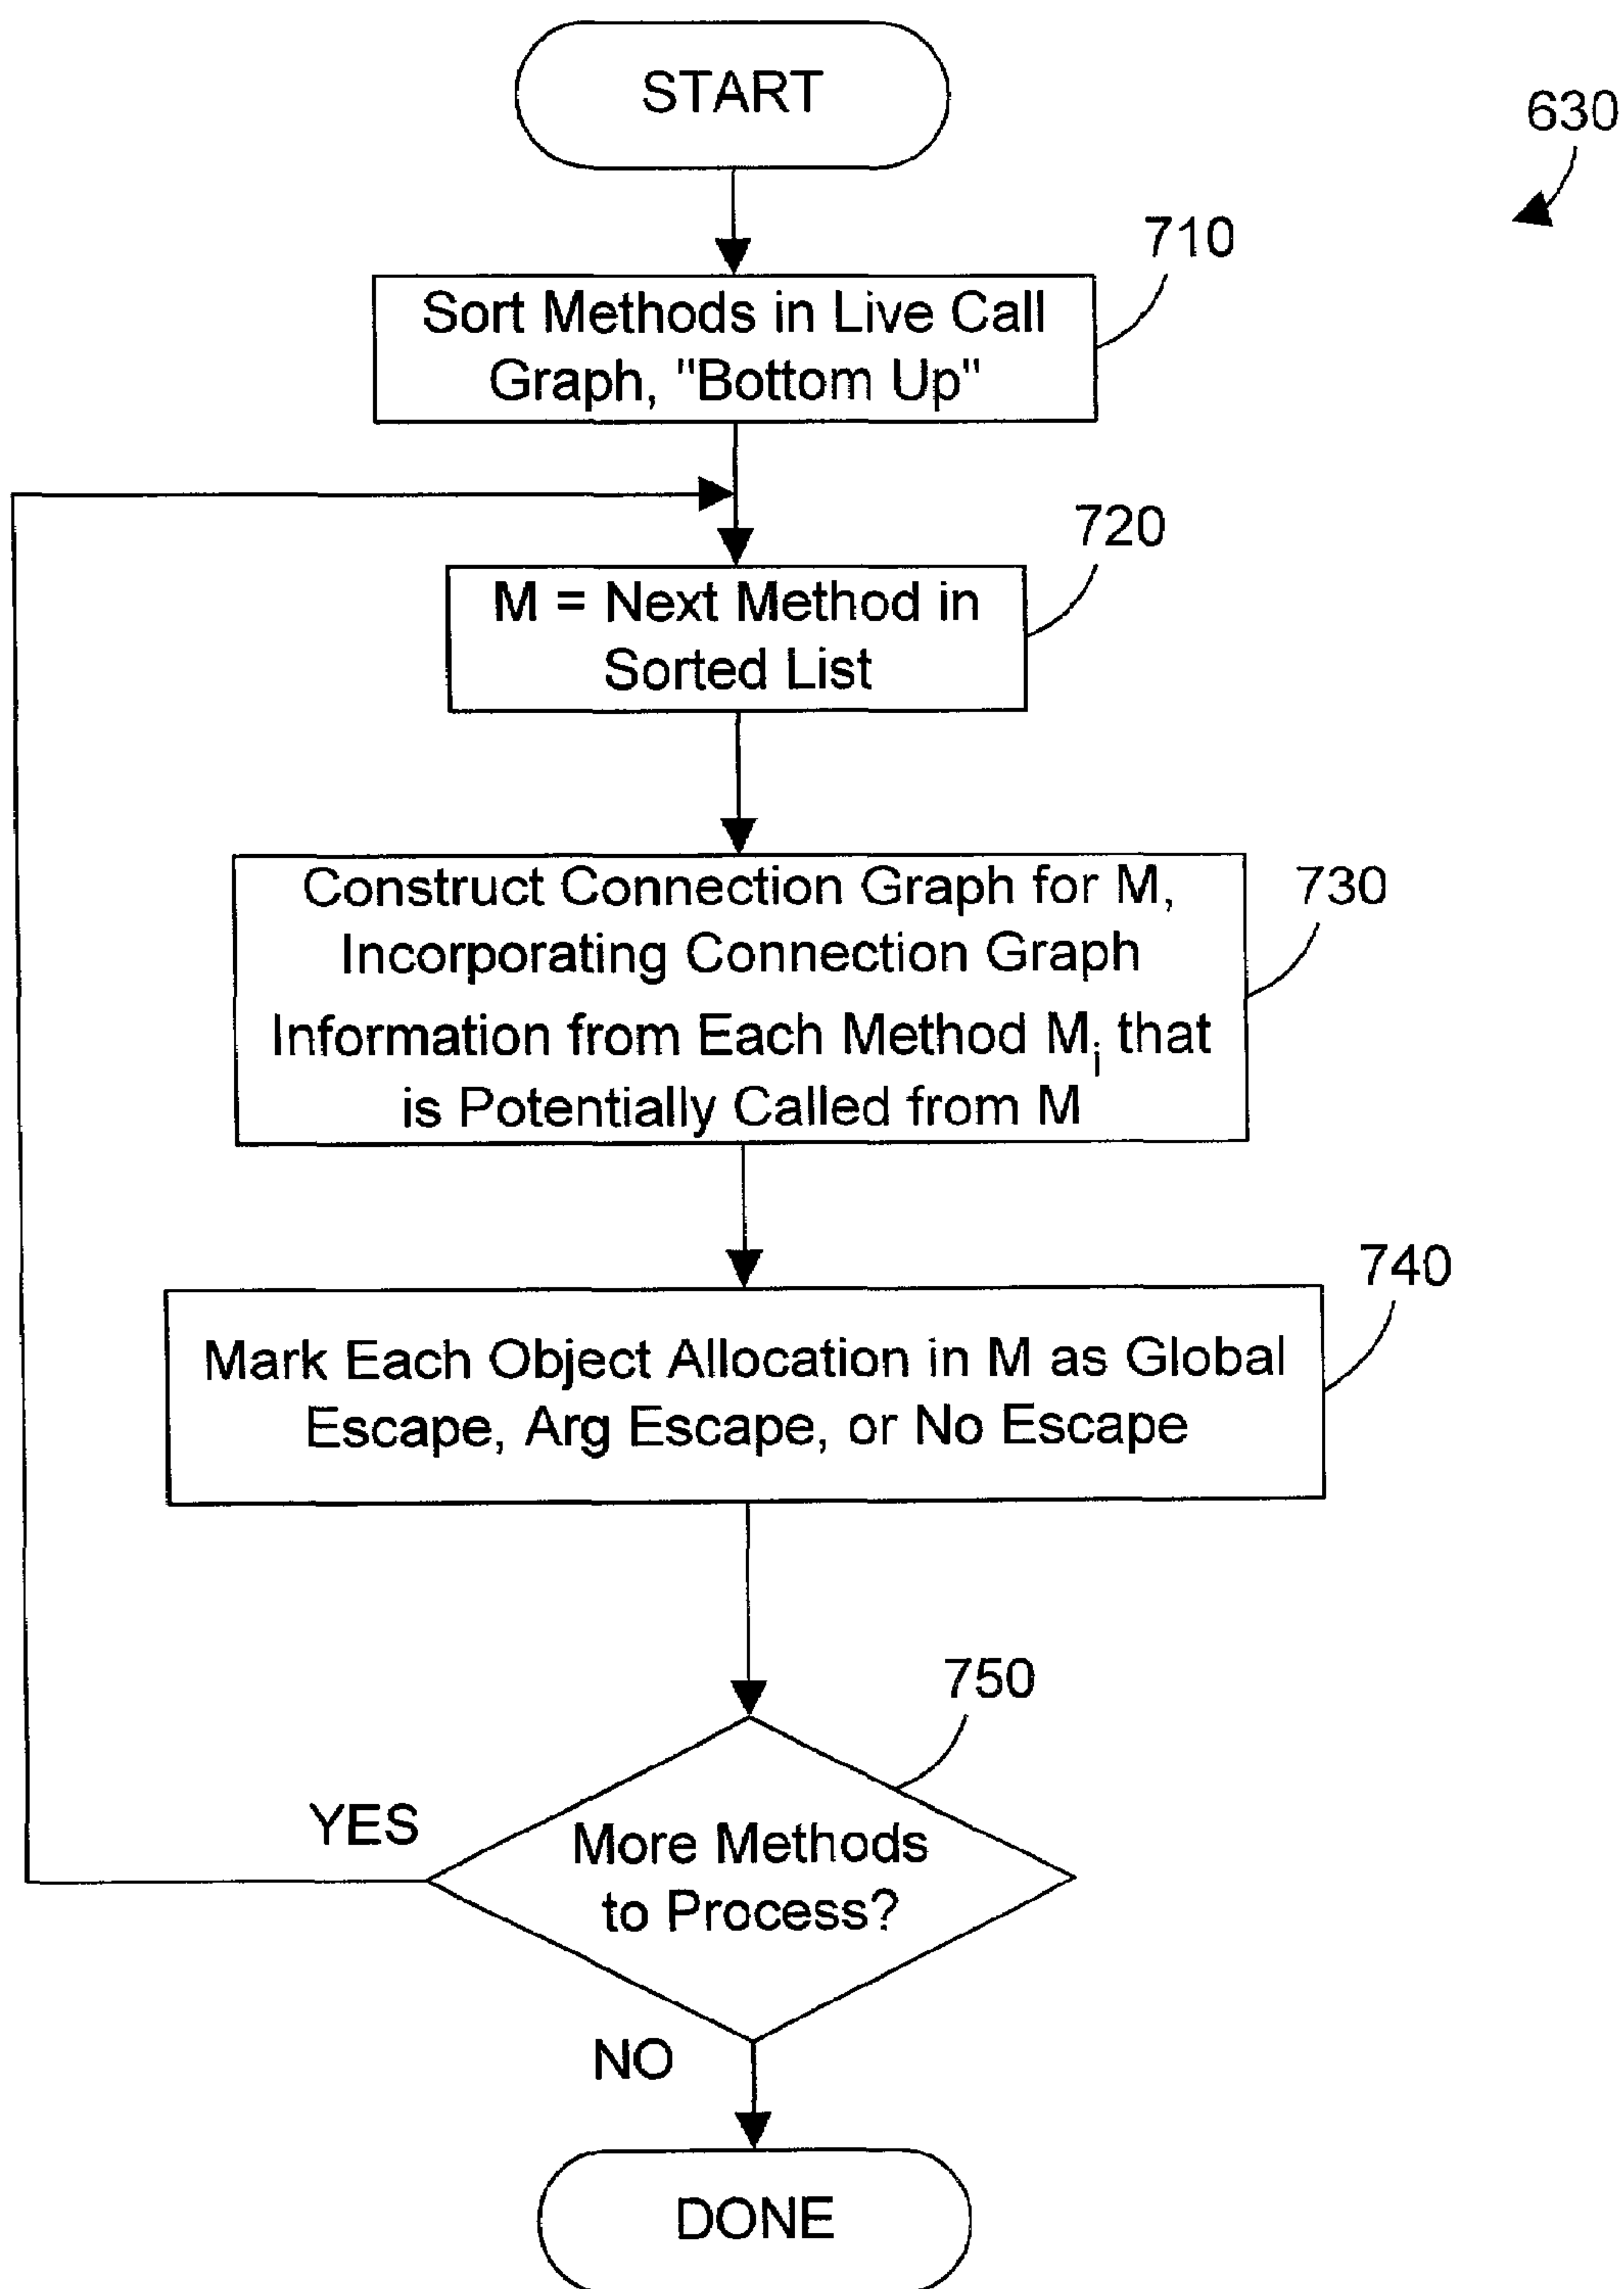 START
630
710
Sort Methods in Live Call
Graph, "Bottom Up"
720
M = Next Method in
Sorted List
730
Construct Connection Graph for M,
Incorporating Connection Graph
Information from Each Method Mi that
is Potentially Called from M
740
Mark Each Object Allocation in M as Global
Escape, Arg Escape, or No Escape
750
YES
More Methods
to Process?
NO
DONE